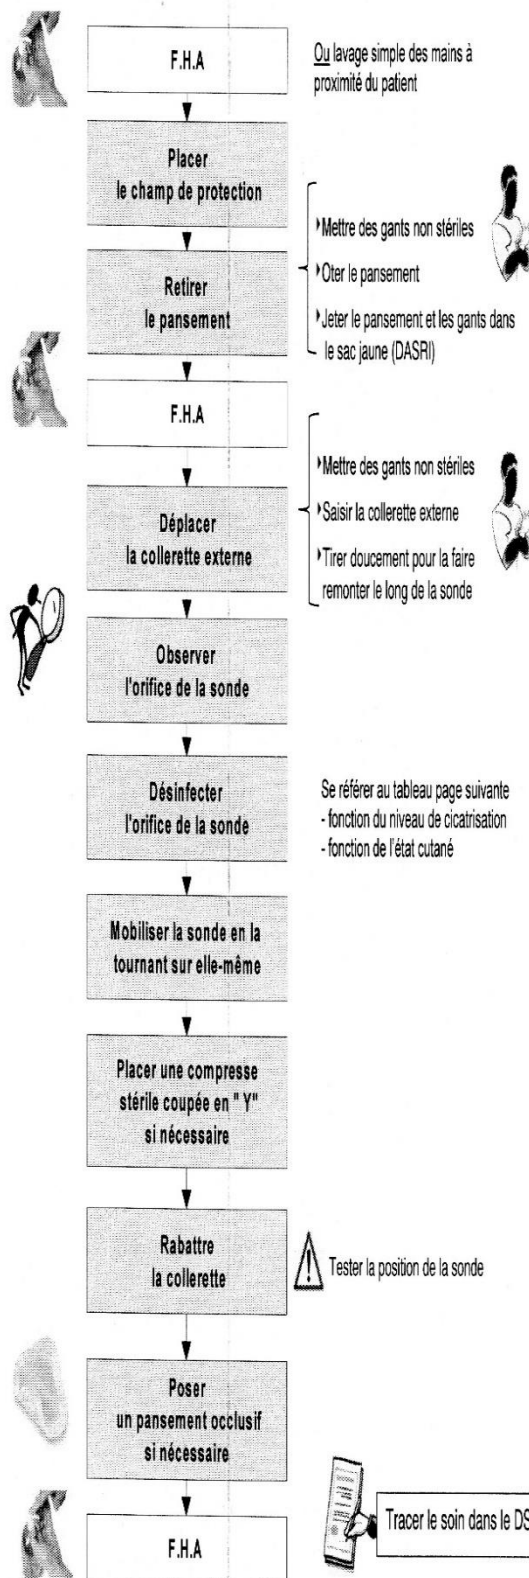 F.H.A
Ou lavage simple des mains à
proximité du patient
Placer
le champ de protection
Retirer
le pansement
Mettre des gants non stériles
Oter le pansement
Jeter le pansement et les gants dans
le sac jaune (DASRI)
F.H.A
Déplacer
la collerette externe
Mettre des gants non stériles
Saisir la collerette externe
Tirer doucement pour la faire
remonter le long de la sonde
Observer
l'orifice de la sonde
Désinfecter
l'orifice de la sonde
Se référer au tableau page suivante
- fonction du niveau de cicatrisation
- fonction de l'état cutané
Mobiliser la sonde en la
tournant sur elle-même
Placer une compresse
stérile coupée en " Y"
si nécessaire
Rabattre
la collerette
Tester la position de la sonde
Poser
un pansement occlusif
si nécessaire
F.H.A
Tracer le soin dans le DS